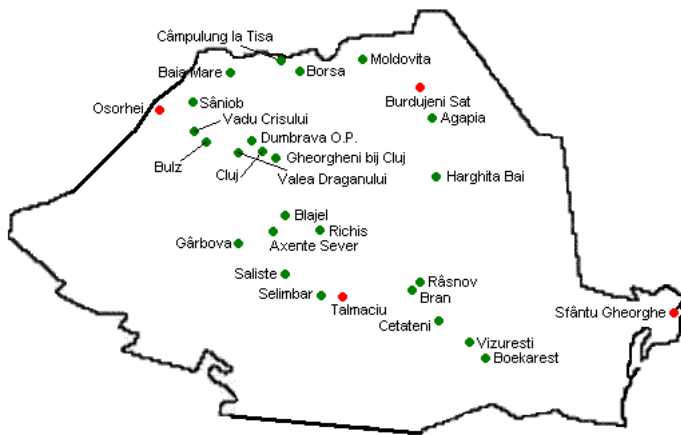 Câmpulung la Tisa
Moldovita
Baia Mare
Borsa
Osorhei
Sâniob
Burdujeni Sat
Vadu Crisului
Agapia
Dumbrava O.P.
Bulz
Gheorgheni bij Cluj
Cluj
Valea Draganului
Harghita Bai
Blajel
Richis
Gârbova
Axente Sever
Saliste
Râsnov
Selimbar
Bran
Talmaciu
Sfântu Gheorghe
Cetateni
Vizuresti
Boekarest